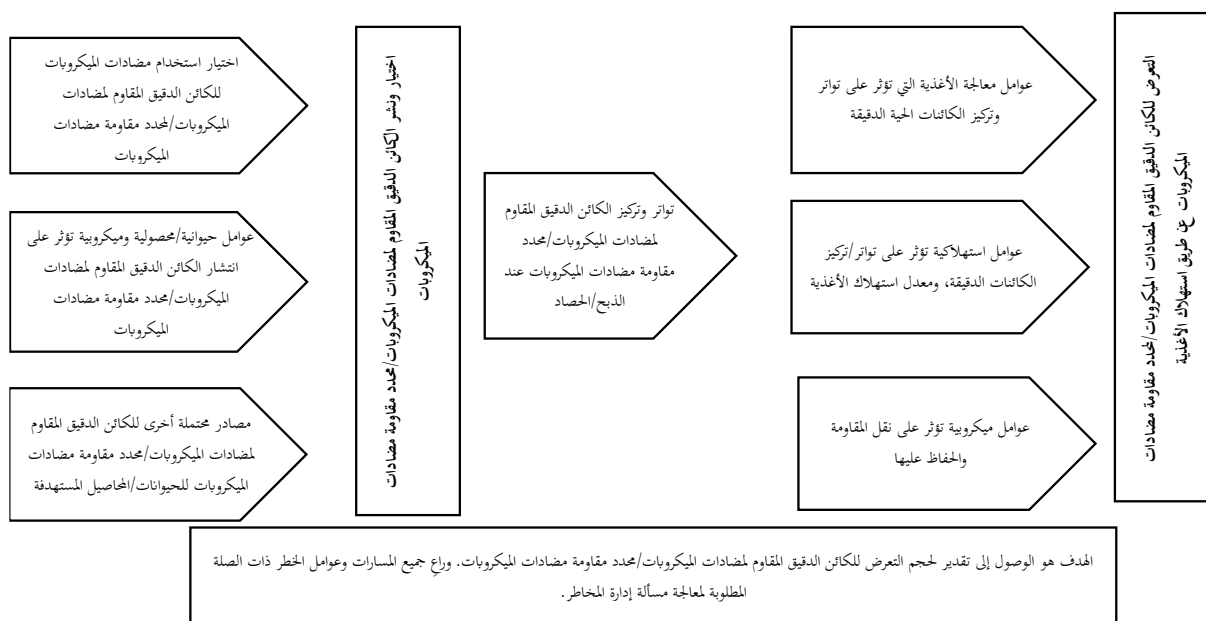 اختيار استخدام مضادات الميكروبات
للكائن الدقيق المقاوم لمضادات
الميكروبات/لمحدد مقاومة مضادات
الميكروبات
عوامل حيوانية/محصولية وميكروبية تؤثر على
انتشار الكائن الدقيق المقاوم لمضادات
الميكروبات/محدد مقاومة مضادات
الميكروبات
مصادر محتملة أخرى للكائن الدقيق المقاوم
لمضادات الميكروبات/محدد مقاومة مضادات
الميكروبات للحيوانات/المحاصيل المستهدفة
اختيار ونشر الكائن الدقيق المقاوم لمضادات الميكروبات/محدد مقاومة مضادات
الميكروبات
تواتر وتركيز الكائن الدقيق المقاوم
لمضادات الميكروبات/محدد
مقاومة مضادات الميكروبات عند
الذبح/الحصاد
عوامل معالجة الأغذية التي تؤثر على تواتر
وتركيز الكائنات الحية الدقيقة
عوامل استهلاكية تؤثر على تواتر/تركيز
الكائنات الدقيقة، ومعدل استهلاك الأغذية
عوامل ميكروبية تؤثر على نقل المقاومة
والحفاظ عليها
التعرض للكائن الدقيق المقاوم لمضادات الميكروبات/لمحدد مقاومة مضادات
الميكروبات عن طريق استهلاك الأغذية
الهدف هو الوصول إلى تقدير لحجم التعرض للكائن الدقيق المقاوم لمضادات الميكروبات/محدد مقاومة مضادات الميكروبات. وراعِ جميع المسارات وعوامل الخطر ذات الصلة
المطلوبة لمعالجة مسألة إدارة المخاطر.